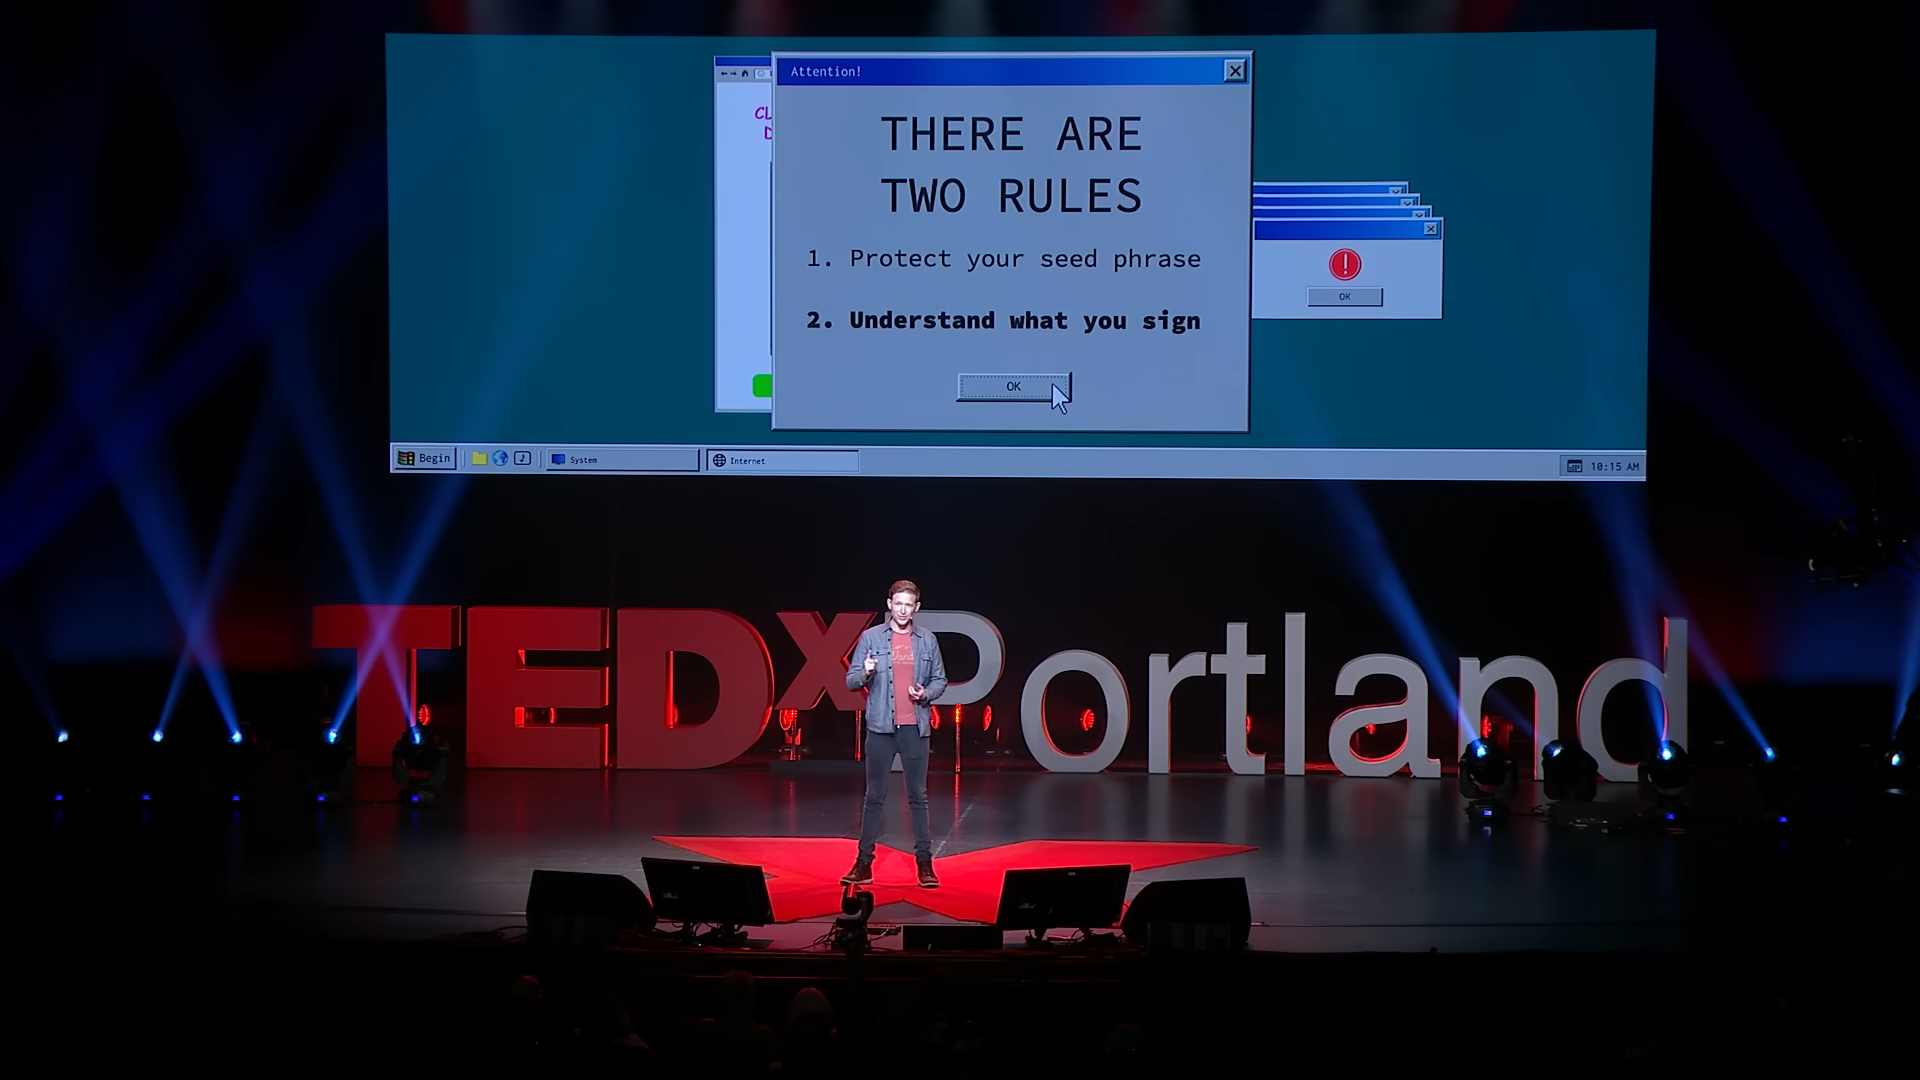 Attention!
THERE ARE
TWO RULES
1. Protect your seed phrase
2. Understand what you sign
OK
CL
D
OK
Begin
System
Internet
10:15 AM
TEDxPortland